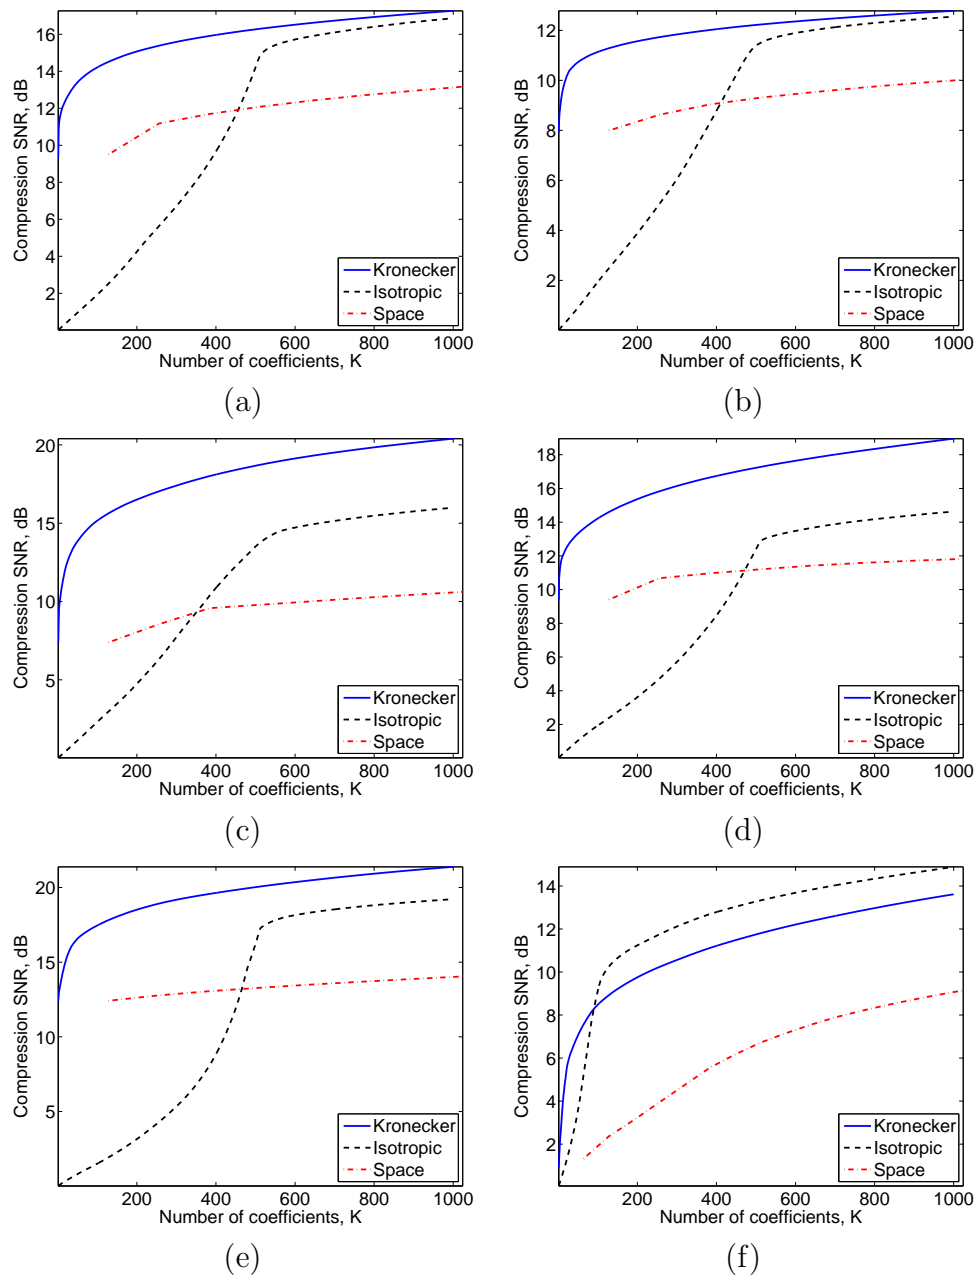 16
14
12
10
8
6
4
2
Compression SNR, dB
Kronecker
Isotropic
Space
200 400 600 800 1000
Number of coefficients, K
(a)
12
10
8
6
4
2
Compression SNR, dB
Kronecker
Isotropic
Space
200 400 600 800 1000
Number of coefficients, K
(b)
20
15
10
5
Compression SNR, dB
Kronecker
Isotropic
Space
200 400 600 800 1000
Number of coefficients, K
(c)
18
16
14
12
10
8
6
4
2
Compression SNR, dB
Kronecker
Isotropic
Space
200 400 600 800 1000
Number of coefficients, K
(d)
20
15
10
5
Compression SNR, dB
Kronecker
Isotropic
Space
200 400 600 800 1000
Number of coefficients, K
(e)
14
12
10
8
6
4
2
Compression SNR, dB
Kronecker
Isotropic
Space
200 400 600 800 1000
Number of coefficients, K
(f)